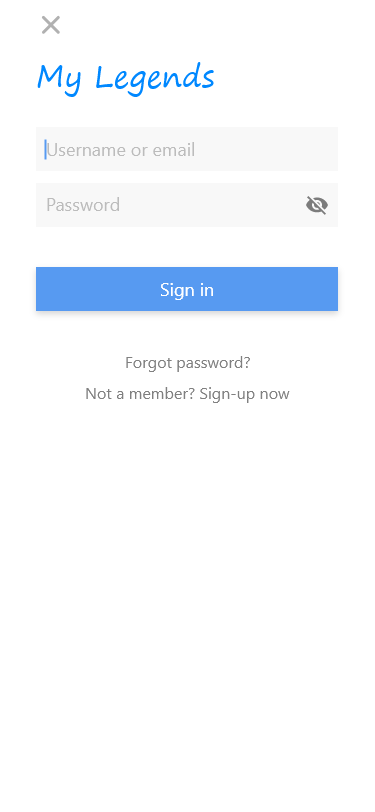 My Legends
Username or email
Password
Sign in
Forgot password?
Not a member? Sign-up now